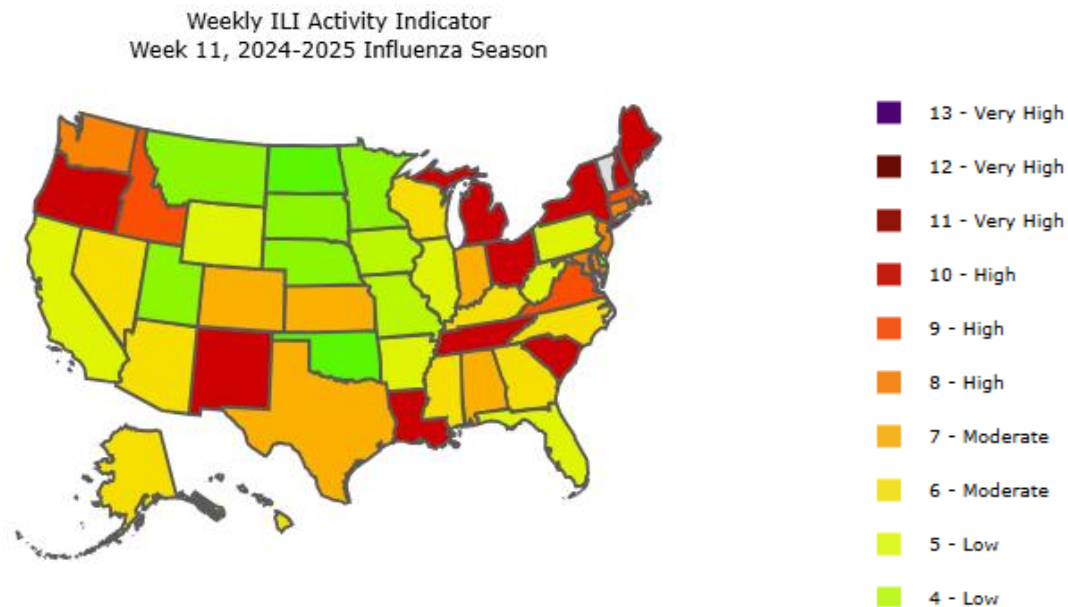 Weekly ILI Activity Indicator
Week 11, 2024-2025 Influenza Season
13 - Very High
12 - Very High
11 - Very High
10 - High
9 - High
8 - High
7 - Moderate
6 - Moderate
5 - Low
4 - Low